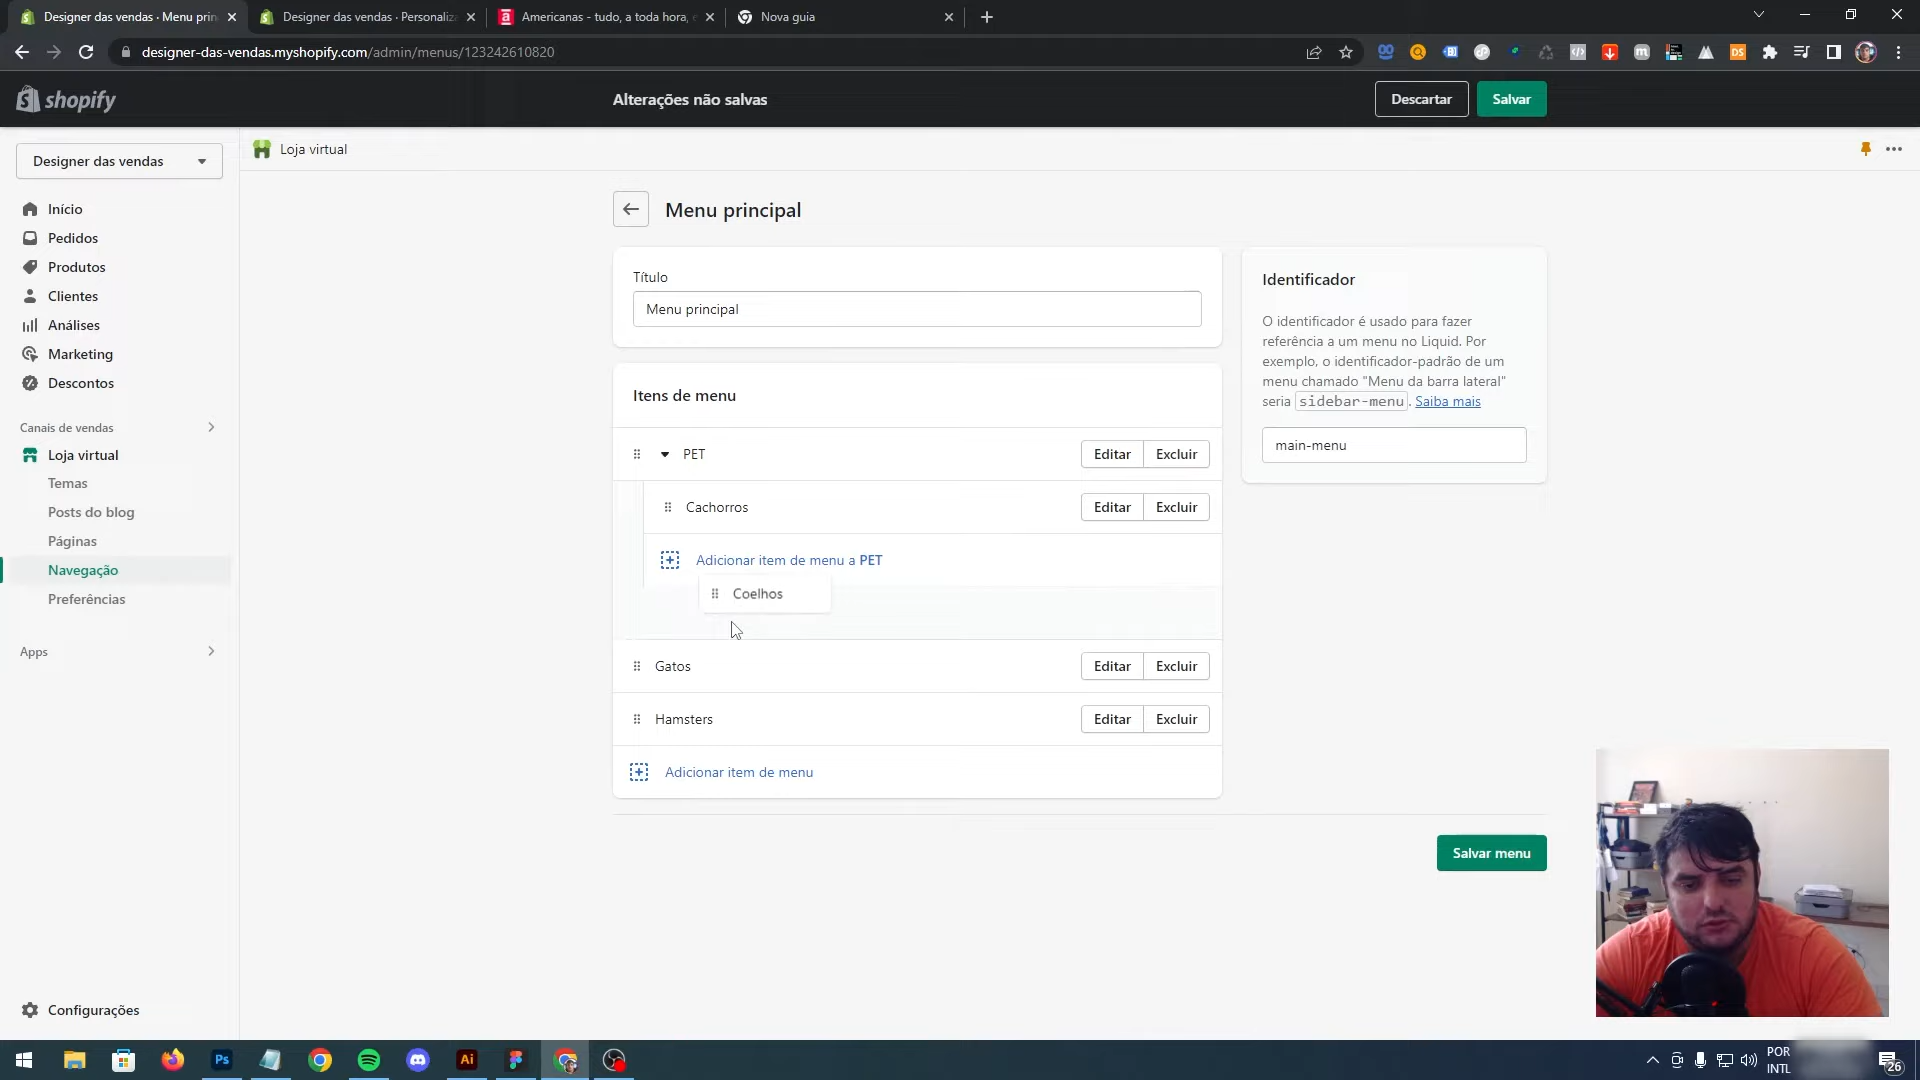 Designer das vendas · Menu prin
Designer das vendas · Personaliza
Americanas - tudo, a toda hora, e
Nova guia
designer-das-vendas.myshopify.com/admin/menus/123242610820
shopify
Alterações não salvas
Descartar
Salvar
Designer das vendas
Loja virtual
Início
Pedidos
Produtos
Clientes
Análises
Marketing
Descontos
Canais de vendas
Loja virtual
Temas
Posts do blog
Páginas
Navegação
Preferências
Apps
Configurações
Menu principal
Título
Menu principal
Itens de menu
PET
Editar
Excluir
Cachorros
Editar
Excluir
Adicionar item de menu a PET
Coelhos
Gatos
Editar
Excluir
Hamsters
Editar
Excluir
Adicionar item de menu
Identificador
O identificador é usado para fazer
referência a um menu no Liquid. Por
exemplo, o identificador-padrão de um
menu chamado "Menu da barra lateral"
seria sidebar-menu. Saiba mais
main-menu
Salvar menu
Ps
Ai
POR
INTL
26